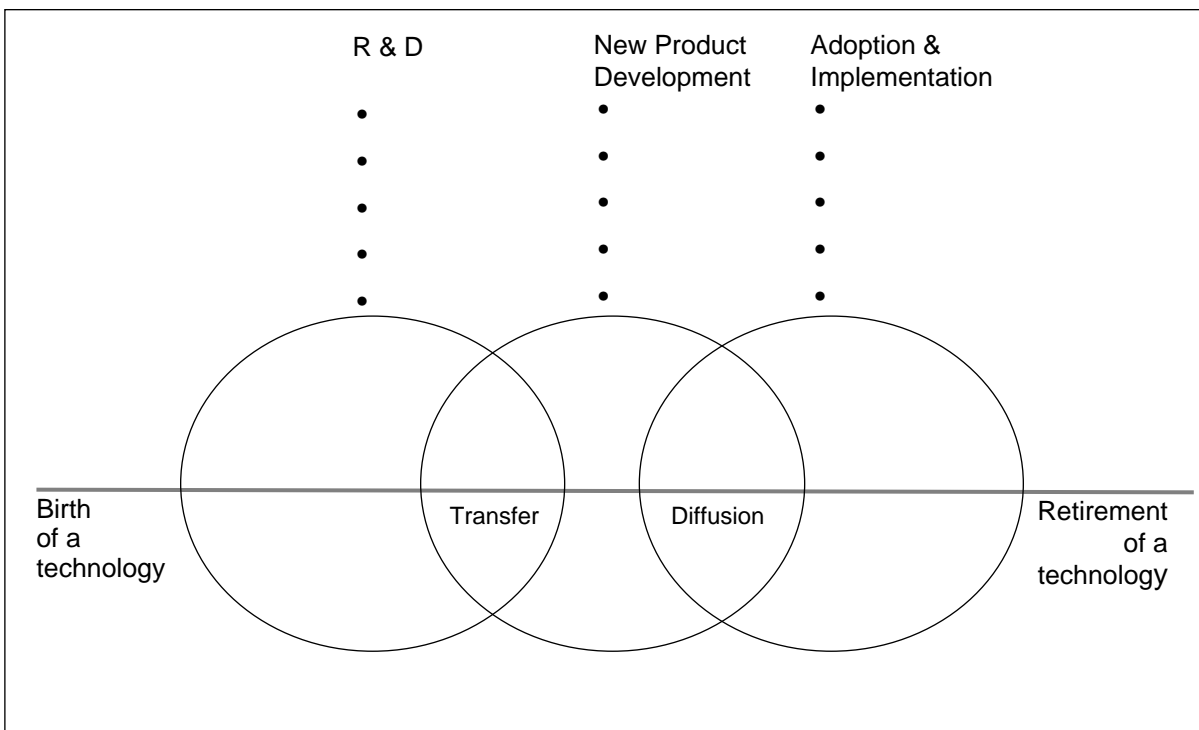 R & D
New Product
Development
Adoption &
Implementation
Transfer
Diffusion
Birth
of a
technology
Retirement
of a
technology